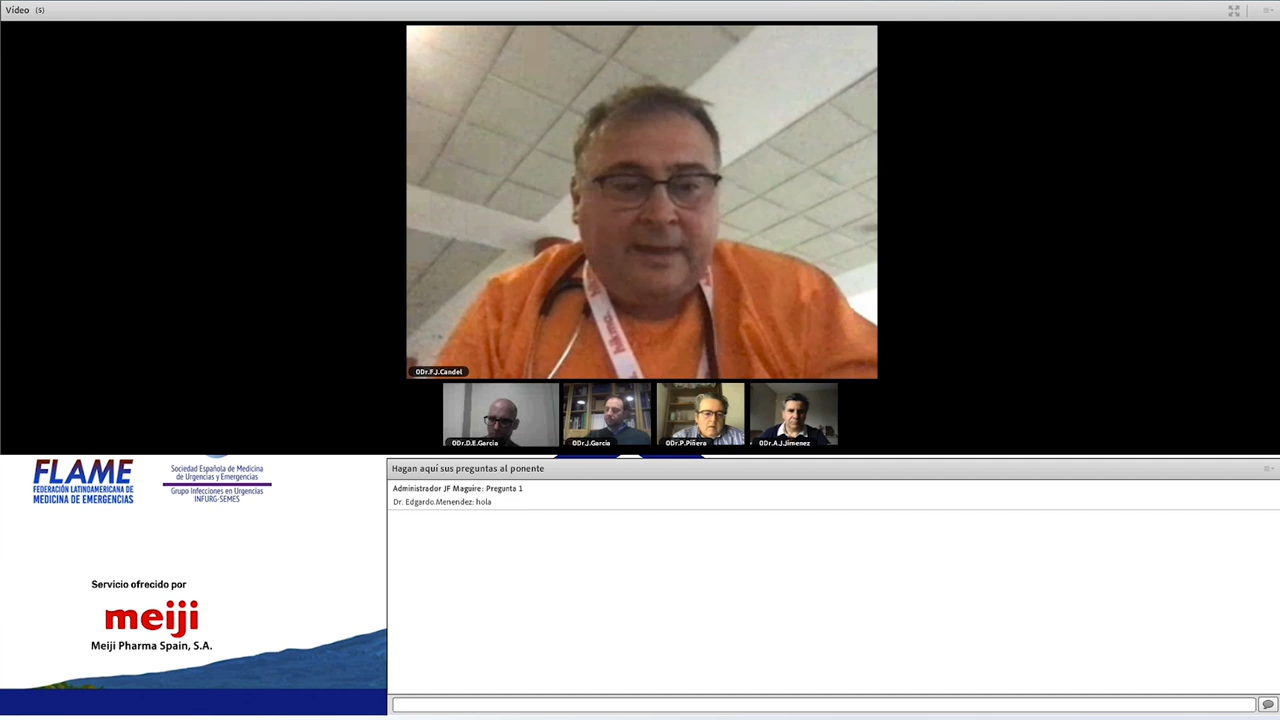 Vídeo (5)
ODr.F.J.Candel
ODr.D.E.García
ODr.J.García
ODr.P.Piñera
ODr.A.J.Jimenez
FLAME
FEDERACIÓN LATINOAMERICANA DE
MEDICINA DE EMERGENCIAS
Sociedad Española de Medicina
de Urgencias y Emergencias
Grupo Infecciones en Urgencias
INFURG-SEMES
Servicio ofrecido por
meiji
Meiji Pharma Spain, S.A.
Hagan aquí sus preguntas al ponente
Administrador JF Maguire: Pregunta 1
Dr. Edgardo.Menendez: hola